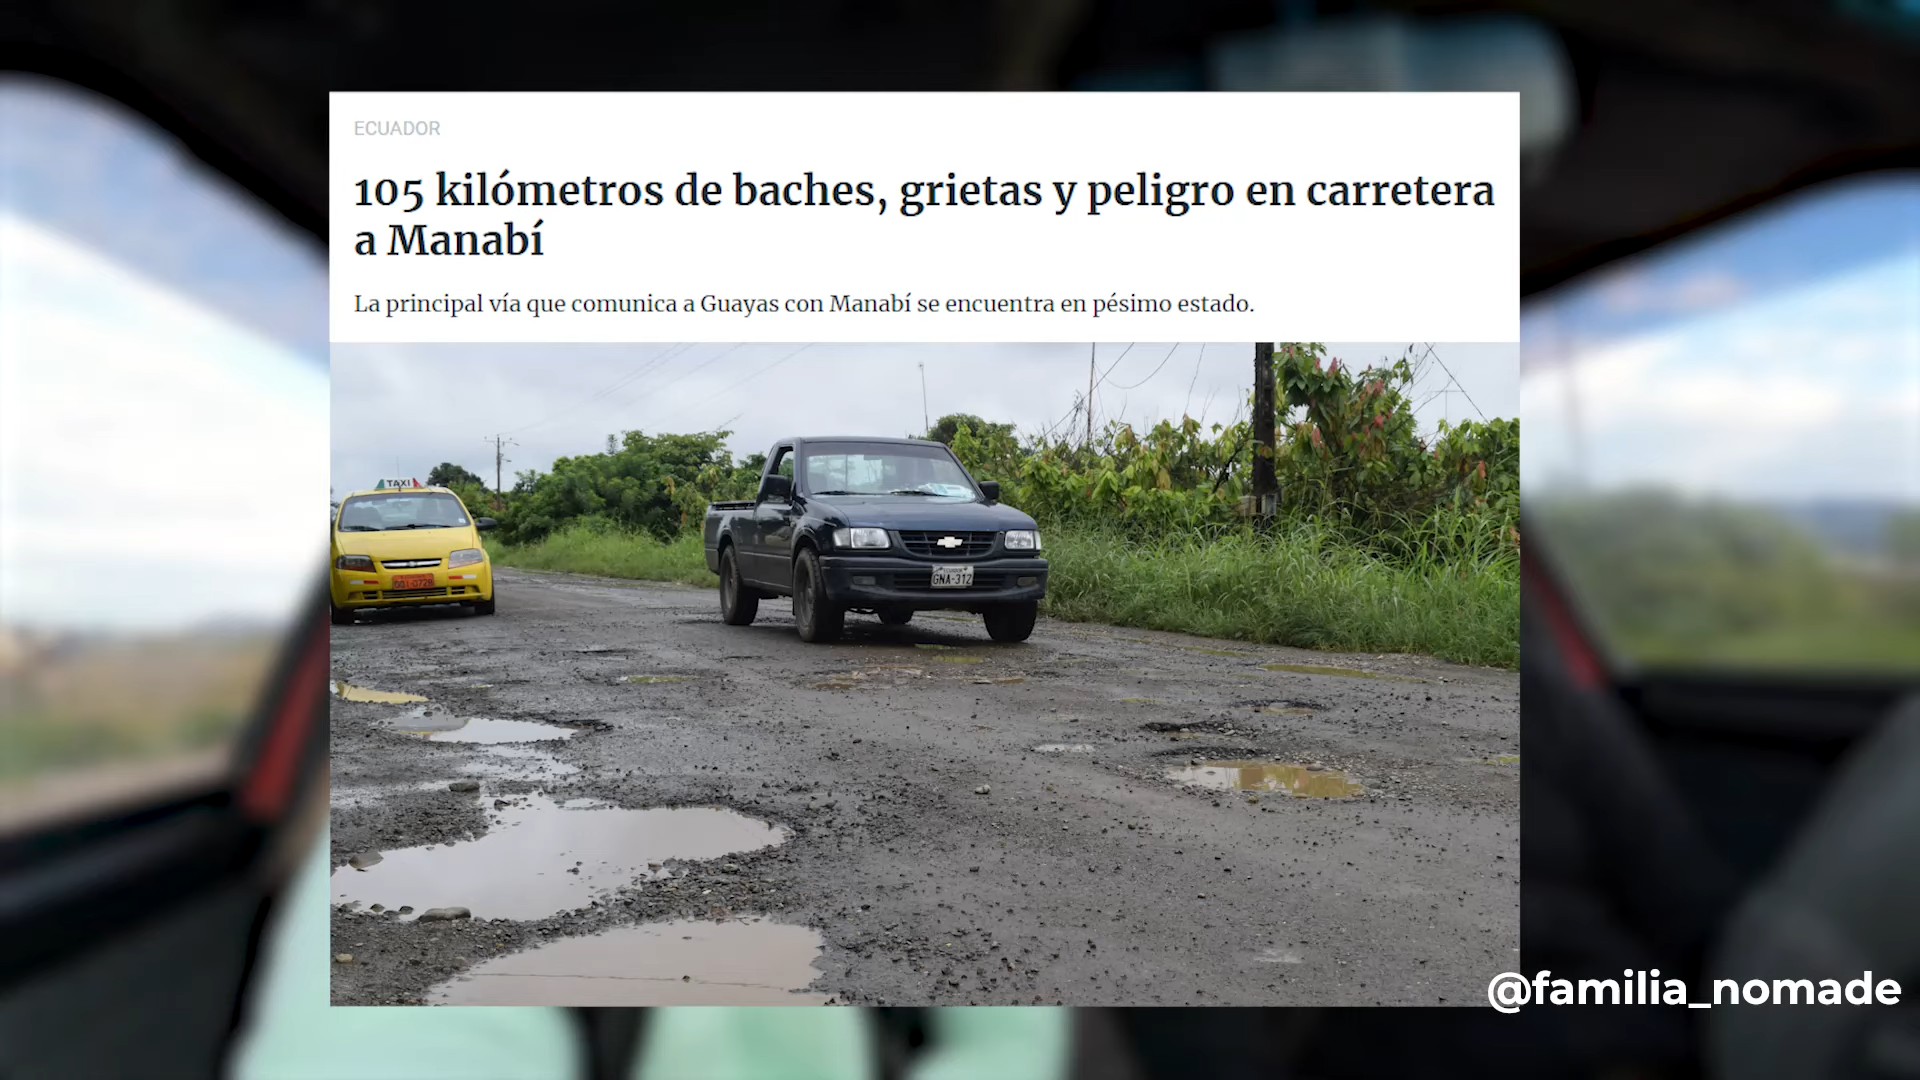 ECUADOR
105 kilómetros de baches, grietas y peligro en carretera
a Manabí
La principal vía que comunica a Guayas con Manabí se encuentra en pésimo estado.
TAXI
ECUADOR
GNA-312
@familia_nomade